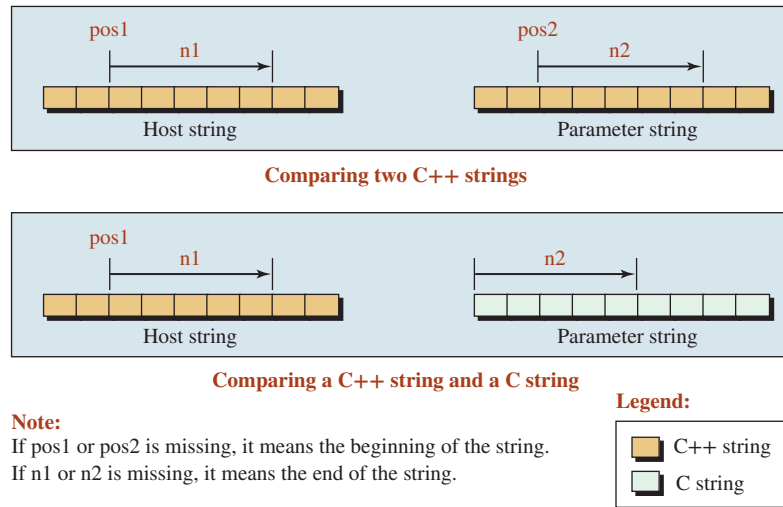 pos1
n1
pos2
n2
Host string
Parameter string
Comparing two C++ strings
pos1
n1
n2
Host string
Parameter string
Comparing a C++ string and a C string
Note:
If pos1 or pos2 is missing, it means the beginning of the string.
If n1 or n2 is missing, it means the end of the string.
Legend:
C++ string
C string